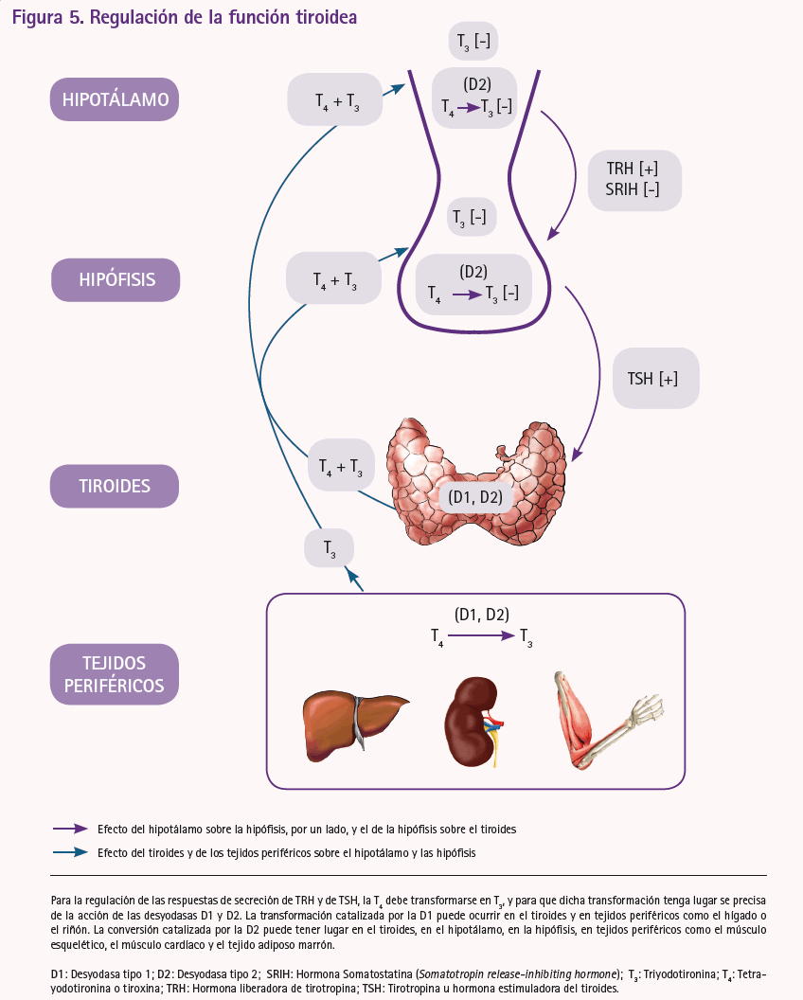 Figura 5. Regulación de la función tiroidea
T3 [-]
HIPOTÁLAMO
T4 + T3
(D2)
T4 T3 [-]
TRH [+]
SRIH [-]
T3 [-]
HIPÓFISIS
T4 + T3
(D2)
T4 T3 [-]
TSH [+]
TIROIDES
T4 + T3
(D1, D2)
T3
TEJIDOS
PERIFÉRICOS
(D1, D2)
T4 T3
Efecto del hipotálamo sobre la hipófisis, por un lado, y el de la hipófisis sobre el tiroides
Efecto del tiroides y de los tejidos periféricos sobre el hipotálamo y las hipófisis
Para la regulación de las respuestas de secreción de TRH y de TSH, la T4 debe transformarse en T3, y para que dicha transformación tenga lugar se precisa
de la acción de las desyodasas D1 y D2. La transformación catalizada por la D1 puede ocurrir en el tiroides y en tejidos periféricos como el hígado o
el riñón. La conversión catalizada por la D2 puede tener lugar en el tiroides, en el hipotálamo, en la hipófisis, en tejidos periféricos como el músculo
esquelético, el músculo cardíaco y el tejido adiposo marrón.
D1: Desyodasa tipo 1; D2: Desyodasa tipo 2; SRIH: Hormona Somatostatina (Somatotropin release-inhibiting hormone); T3: Triyodotironina; T4: Tetra-
yodotironina o tiroxina; TRH: Hormona liberadora de tirotropina; TSH: Tirotropina u hormona estimuladora del tiroides.